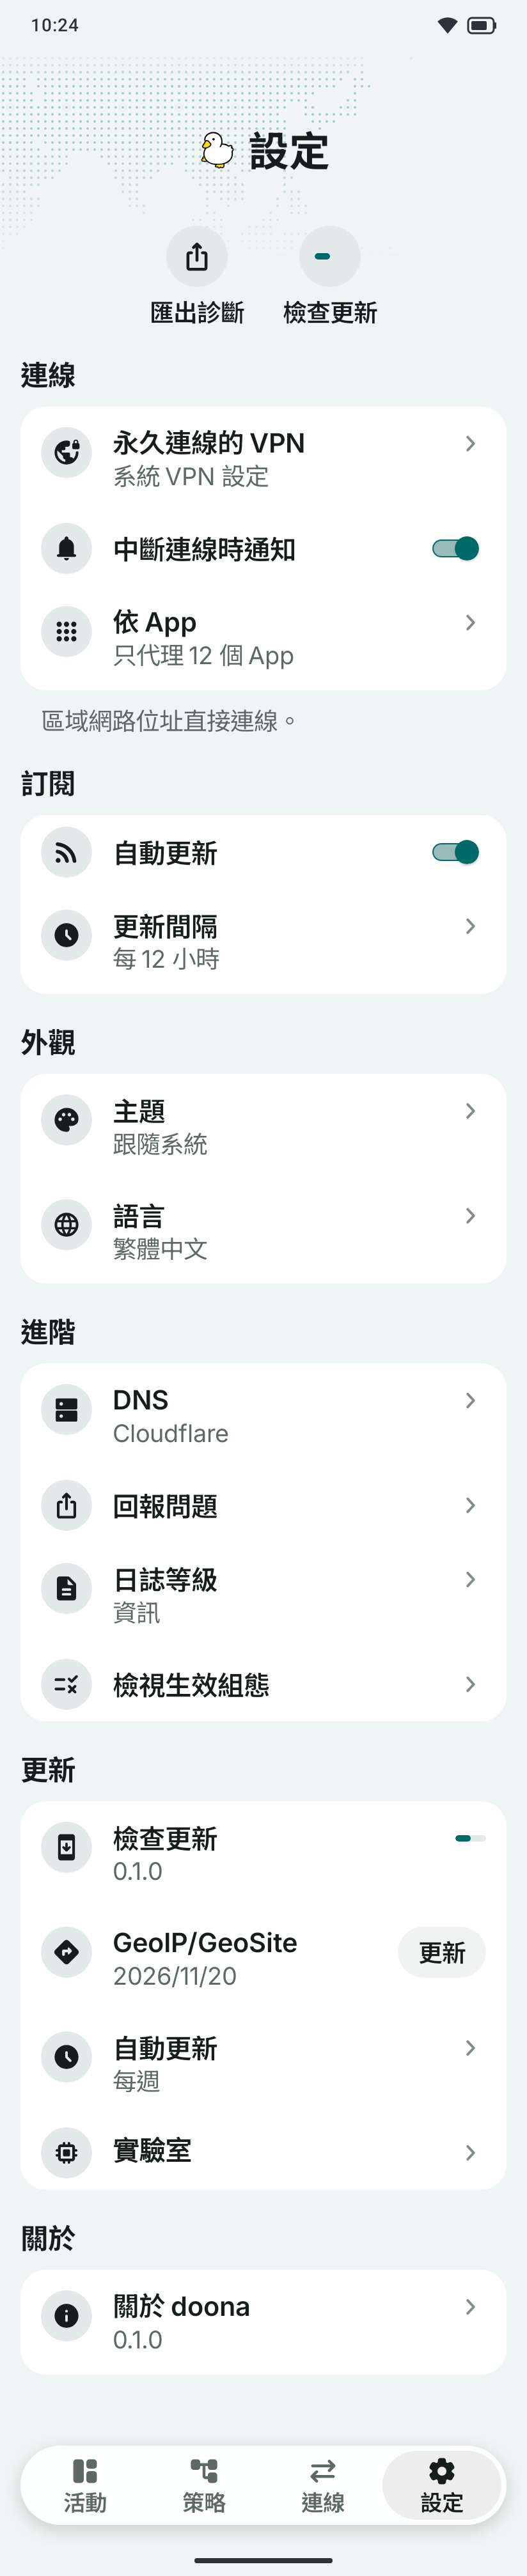 10:24
設定
匯出診斷
檢查更新
連線
永久連線的 VPN
系統 VPN 設定
中斷連線時通知
依 App
只代理 12 個 App
區域網路位址直接連線。
訂閱
自動更新
更新間隔
每 12 小時
外觀
主題
跟隨系統
語言
繁體中文
進階
DNS
Cloudflare
回報問題
日誌等級
資訊
檢視生效組態
更新
檢查更新
0.1.0
GeoIP/GeoSite
2026/11/20
更新
自動更新
每週
實驗室
關於
關於 doona
0.1.0
活動
策略
連線
設定